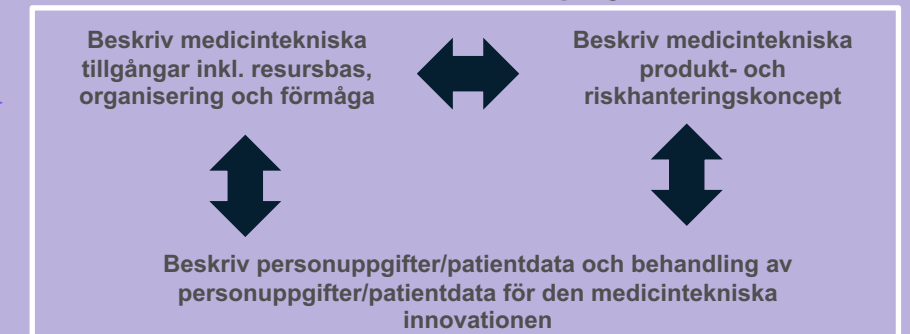 Beskriv medicintekniska
tillgångar inkl. resursbas,
organisering och förmåga
Beskriv medicintekniska
produkt- och
riskhanteringskoncept
Beskriv personuppgifter/patientdata och behandling av
personuppgifter/patientdata för den medicintekniska
innovationen